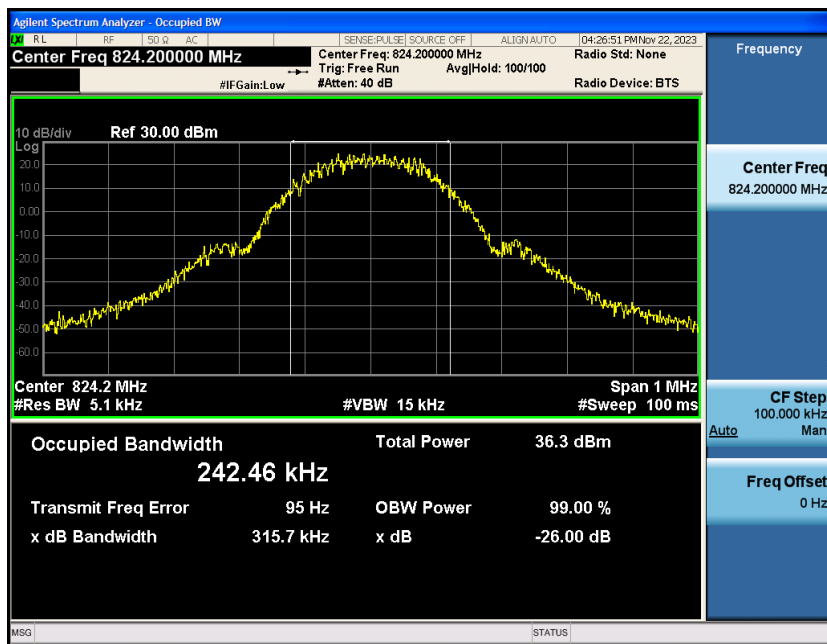 Agilent Spectrum Analyzer - Occupied BW
LXI RL RF 50 Ω AC SENSE:PULSE SOURCE OFF ALIGN AUTO 04:26:51 PM Nov 22, 2023
Center Freq 824.200000 MHz
Center Freq: 824.200000 MHz
Radio Std: None
Trig: Free Run
Avg|Hold: 100/100
#IFGain:Low
#Atten: 40 dB
Radio Device: BTS
Frequency
10 dB/div
Ref 30.00 dBm
Log
20.0
10.0
0.00
-10.0
-20.0
-30.0
-40.0
-50.0
-60.0
Center 824.2 MHz
Span 1 MHz
#Res BW 5.1 kHz
#VBW 15 kHz
#Sweep 100 ms
Occupied Bandwidth
Total Power
36.3 dBm
242.46 kHz
Transmit Freq Error
95 Hz
OBW Power
99.00 %
x dB Bandwidth
315.7 kHz
x dB
-26.00 dB
Center Freq
824.200000 MHz
CF Step
100.000 kHz
Auto
Man
Freq Offset
0 Hz
MSG
STATUS